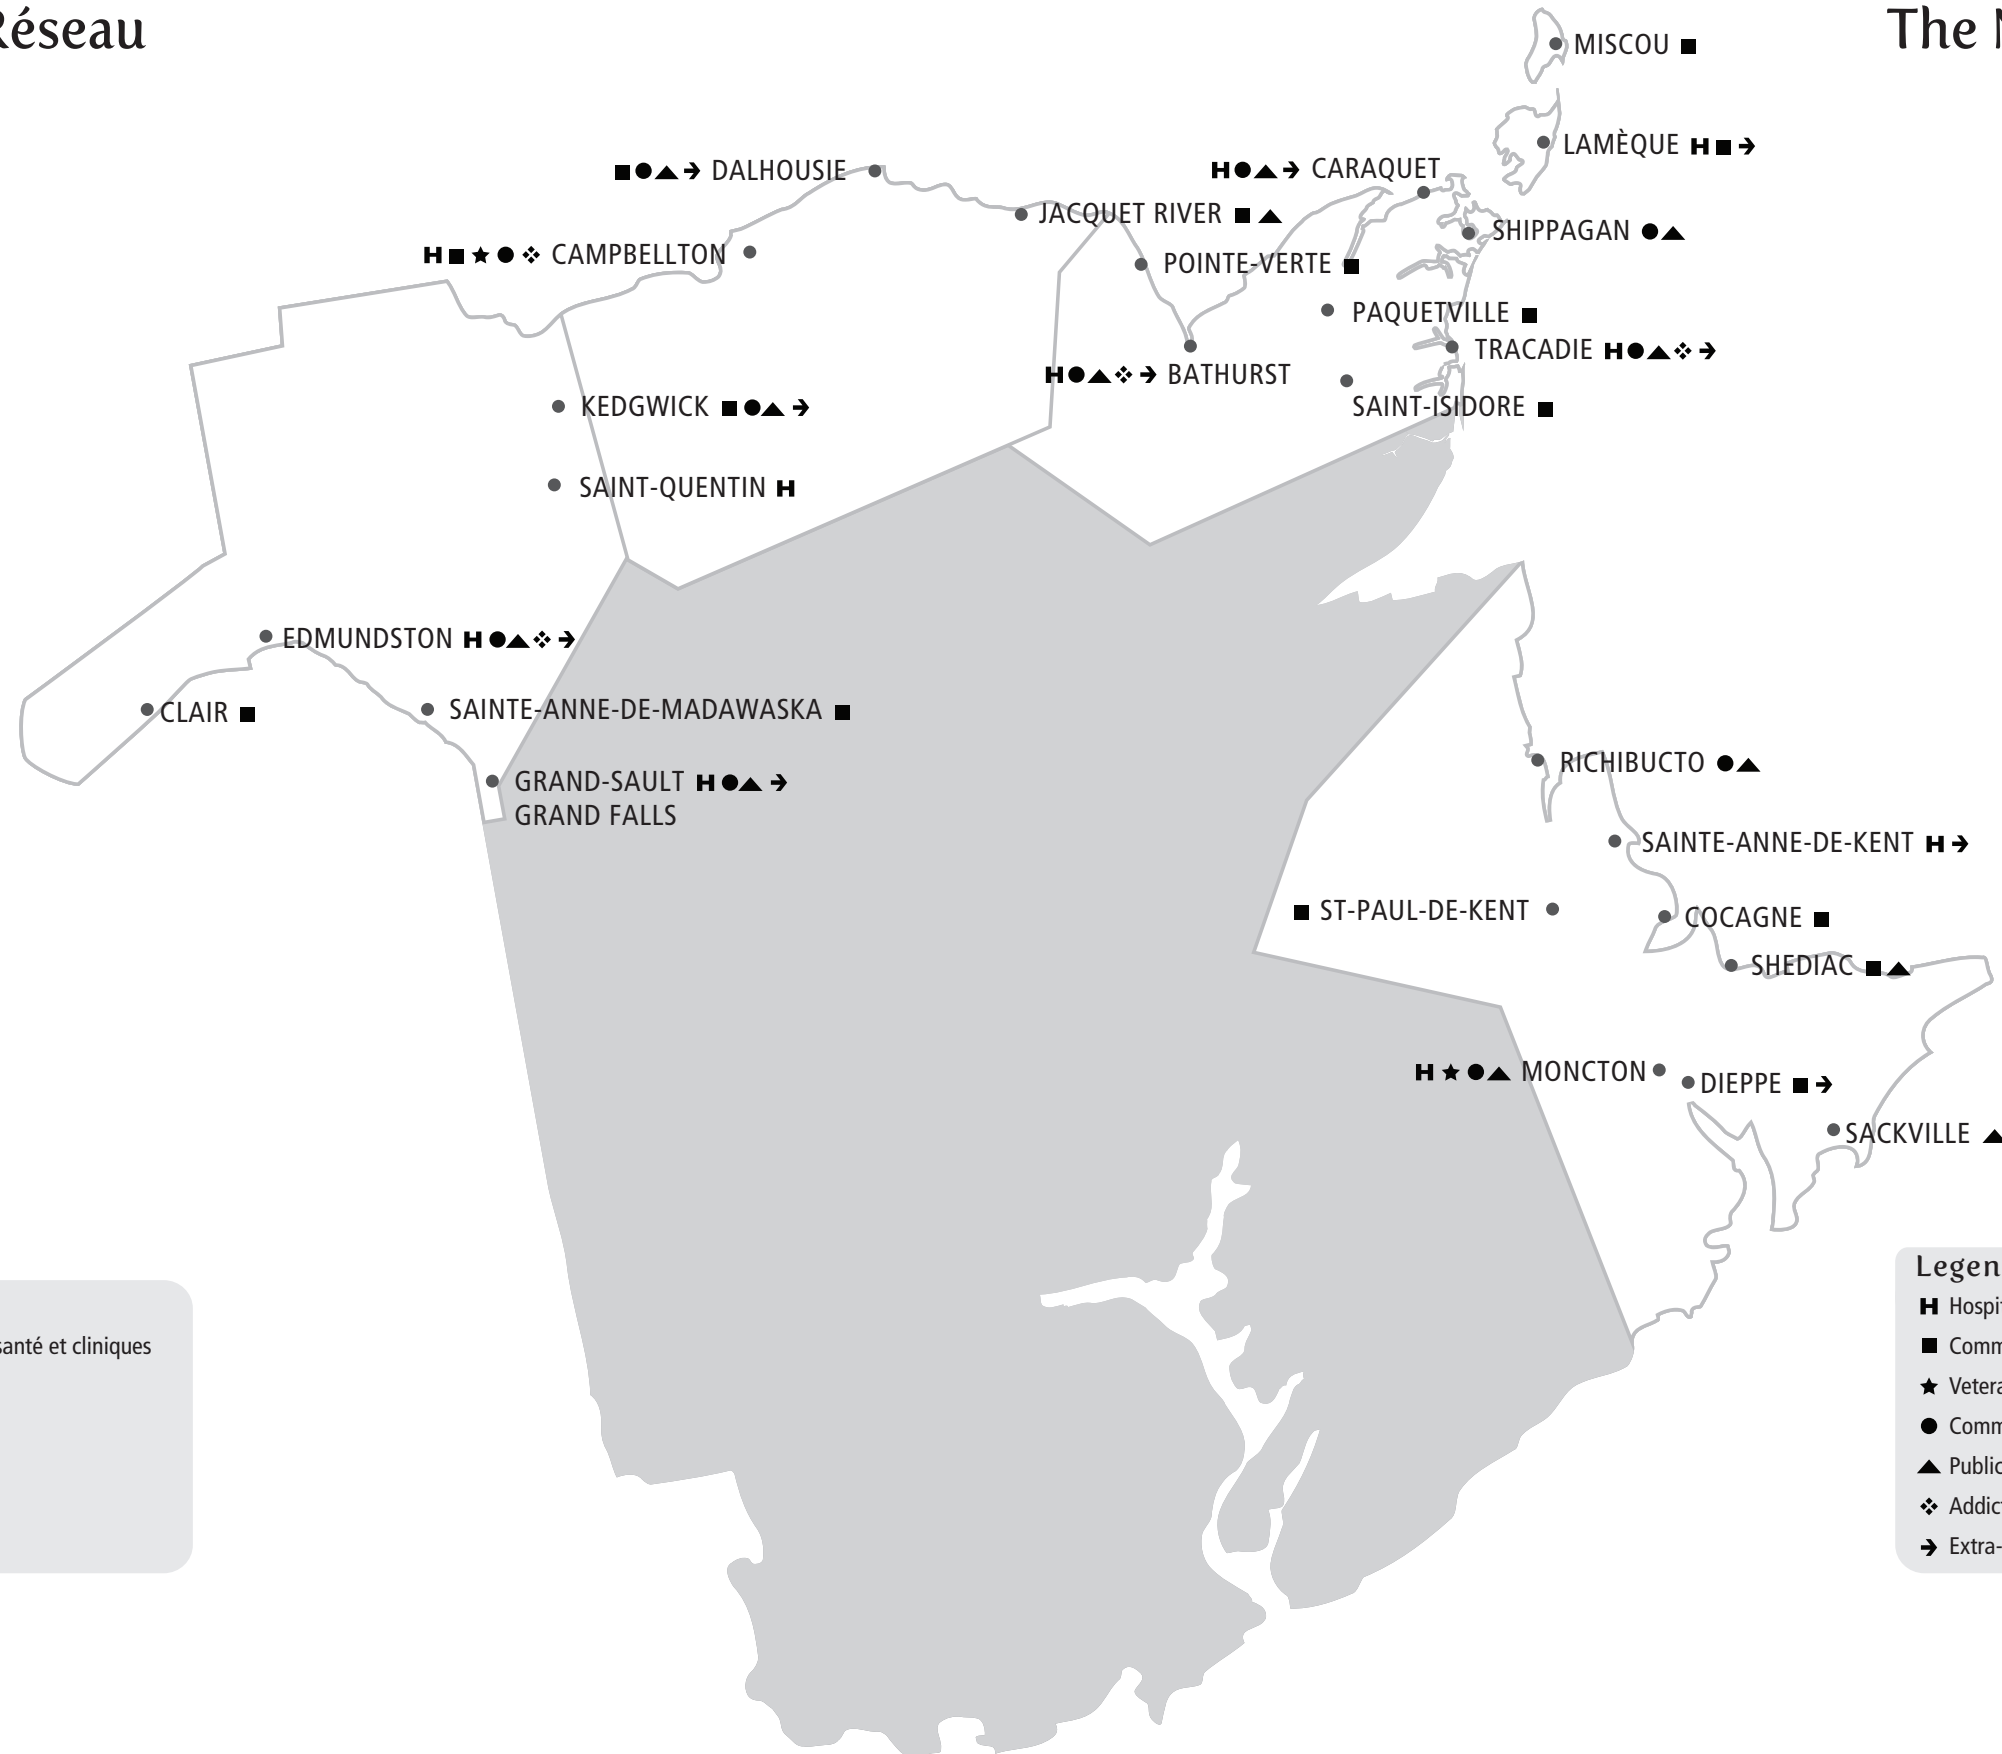 Réseau
The
MISCOU ■
LAMÈQUE H ■ ➔
■ ● ▲ ➔ DALHOUSIE
H ● ▲ ➔ CARAQUET
JACQUET RIVER ■ ▲
SHIPPAGAN ● ▲
H ■ ★ ● ❖ CAMPBELLTON
POINTE-VERTE ■
PAQUETVILLE ■
TRACADIE H ● ▲ ❖ ➔
H ● ▲ ❖ ➔ BATHURST
KEDGWICK ■ ● ▲ ➔
SAINT-ISIDORE ■
SAINT-QUENTIN H
EDMUNDSTON H ● ▲ ❖ ➔
CLAIR ■
SAINTE-ANNE-DE-MADAWASKA ■
RICHIBUCTO ● ▲
GRAND-SAULT H ● ▲ ➔
GRAND FALLS
SAINTE-ANNE-DE-KENT H ➔
■ ST-PAUL-DE-KENT
COCAGNE ■
SHEDIAC ■ ▲
H ★ ● ▲ MONCTON
DIEPPE ■ ➔
SACKVILLE ▲
santé et cliniques
Legen
H Hospi
■ Comm
★ Vetera
● Comm
▲ Public
❖ Addic
➔ Extra-